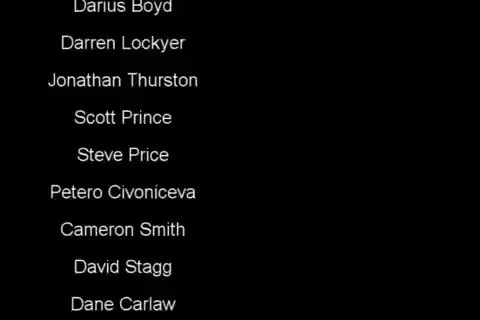 Darius Boyd
Darren Lockyer
Jonathan Thurston
Scott Prince
Steve Price
Petero Civoniceva
Cameron Smith
David Stagg
Dane Carlaw